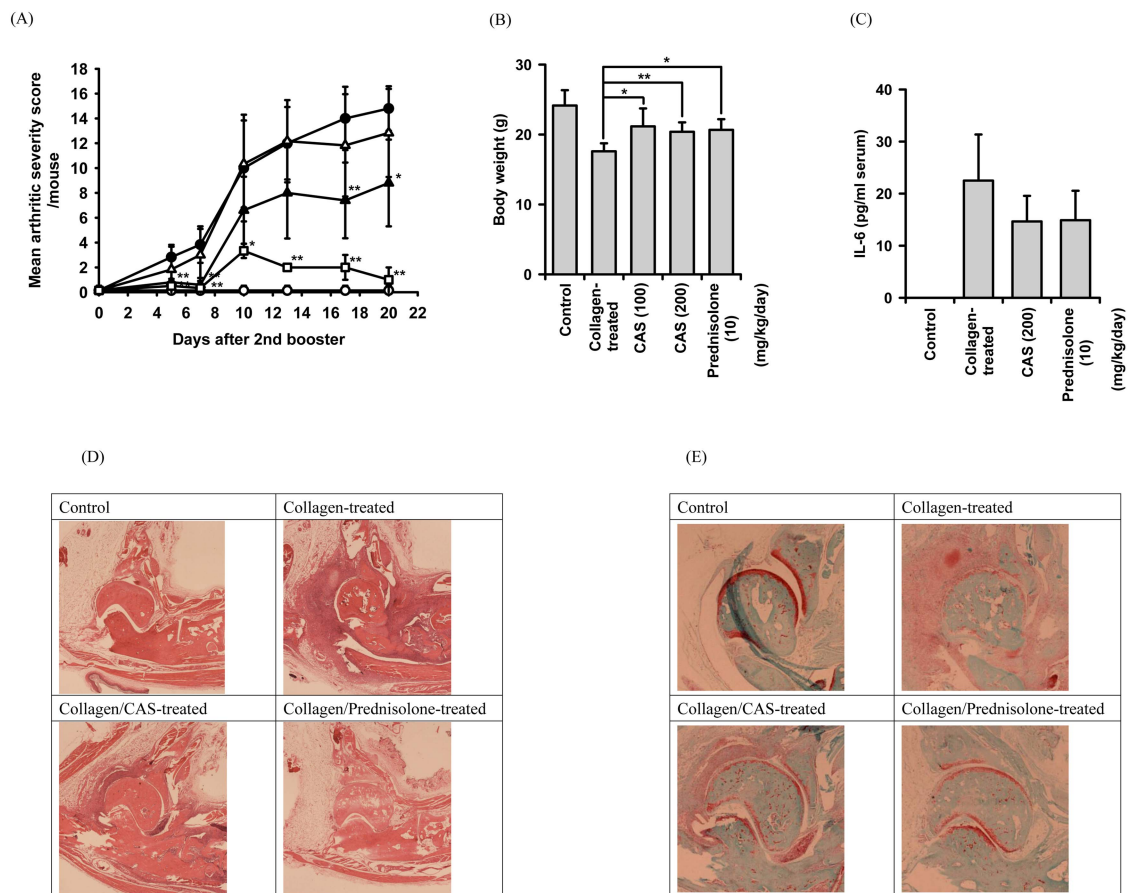 (A)
Mean arthritic severity score
/mouse
18
16
14
12
10
8
6
4
2
0
0 2 4 6 8 10 12 14 16 18 20 22
Days after 2nd booster
**
**
**
**
*
**
**
*
**
**
(B)
Body weight (g)
30
20
10
0
*
**
*
Control
Collagen-
treated
CAS (100)
CAS (200)
Prednisolone
(10)
(mg/kg/day)
(C)
IL-6 (pg/ml serum)
40
30
20
10
0
Control
Collagen-
treated
CAS (200)
Prednisolone
(10)
(mg/kg/day)
(D)
Control Collagen-treated
Collagen/CAS-treated Collagen/Prednisolone-treated
(E)
Control Collagen-treated
Collagen/CAS-treated Collagen/Prednisolone-treated